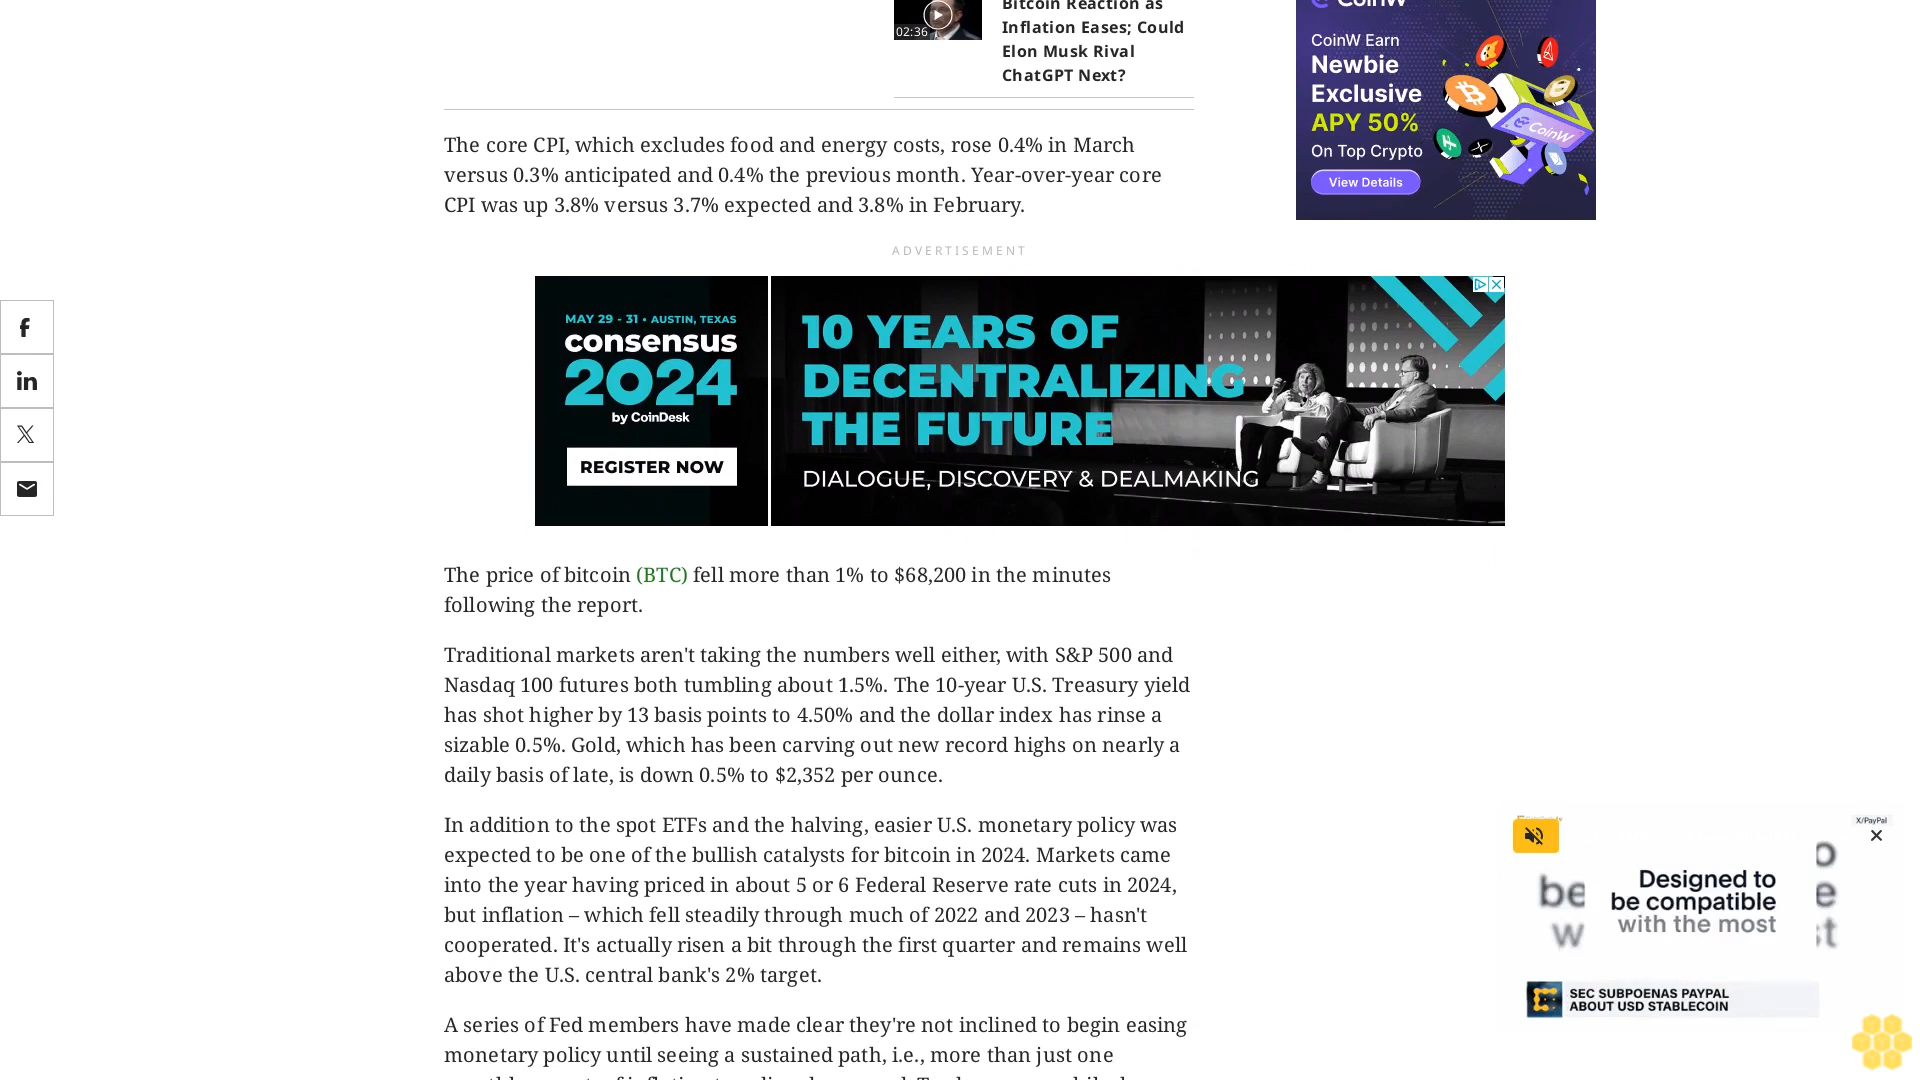 Bitcoin Reaction as
Inflation Eases; Could
Elon Musk Rival
ChatGPT Next?
02:36
CoinW
CoinW Earn
Newbie
Exclusive
APY 50%
On Top Crypto
View Details
CoinW
The core CPI, which excludes food and energy costs, rose 0.4% in March
versus 0.3% anticipated and 0.4% the previous month. Year-over-year core
CPI was up 3.8% versus 3.7% expected and 3.8% in February.
ADVERTISEMENT
MAY 29 - 31 • AUSTIN, TEXAS
consensus
2024
by CoinDesk
REGISTER NOW
10 YEARS OF
DECENTRALIZING
THE FUTURE
DIALOGUE, DISCOVERY & DEALMAKING
The price of bitcoin (BTC) fell more than 1% to $68,200 in the minutes
following the report.
Traditional markets aren't taking the numbers well either, with S&P 500 and
Nasdaq 100 futures both tumbling about 1.5%. The 10-year U.S. Treasury yield
has shot higher by 13 basis points to 4.50% and the dollar index has rinse a
sizable 0.5%. Gold, which has been carving out new record highs on nearly a
daily basis of late, is down 0.5% to $2,352 per ounce.
In addition to the spot ETFs and the halving, easier U.S. monetary policy was
expected to be one of the bullish catalysts for bitcoin in 2024. Markets came
into the year having priced in about 5 or 6 Federal Reserve rate cuts in 2024,
but inflation – which fell steadily through much of 2022 and 2023 – hasn't
cooperated. It's actually risen a bit through the first quarter and remains well
above the U.S. central bank's 2% target.
A series of Fed members have made clear they're not inclined to begin easing
monetary policy until seeing a sustained path, i.e., more than just one
X/PayPal
Designed to
be compatible
with the most
SEC SUBPOENAS PAYPAL
ABOUT USD STABLECOIN